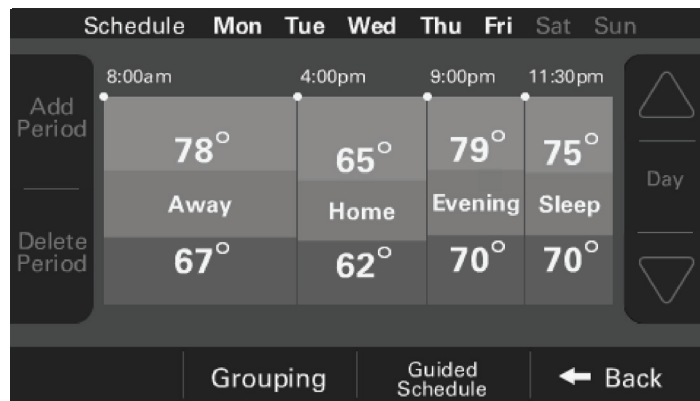 Schedule Mon Tue Wed Thu Fri Sat Sun
Add
Period
Delete
Period
8:00am 4:00pm 9:00pm 11:30pm
78° 65° 79° 75°
Away Home Evening Sleep
67° 62° 70° 70°
Day
Grouping
Guided
Schedule
Back